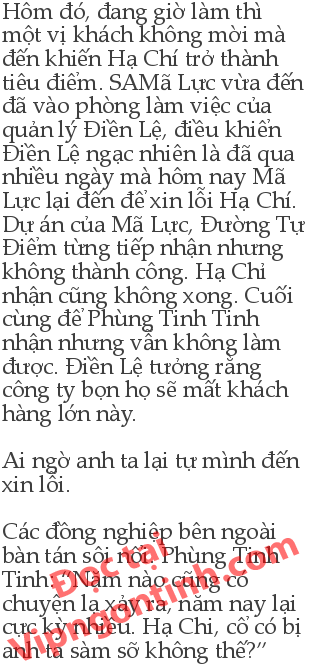 Hôm đó, đang giờ làm thì
một vị khách không mời mà
đến khiến Hạ Chí trở thành
tiêu điểm. SAMã Lực vừa đến
đã vào phòng làm việc của
quản lý Điền Lệ, điều khiển
Điền Lệ ngạc nhiên là đã qua
nhiều ngày mà hôm nay Mã
Lực lại đến để xin lỗi Hạ Chí.
Dự án của Mã Lực, Đường Tự
Điểm từng tiếp nhận nhưng
không thành công. Hạ Chi
nhận cũng không xong. Cuối
cùng để Phùng Tinh Tinh
nhận nhưng vẫn không làm
được. Điền Lệ tưởng rằng
công ty bọn họ sẽ mất khách
hàng lớn này.
Ai ngờ anh ta lại tự mình đến
xin lỗi.
Các đồng nghiệp bên ngoài
bàn tán sôi nổi. Phùng Tinh
Tinh: “Năm nào cũng có
chuyện lạ xảy ra, năm nay lại
cực kỳ nhiều. Hạ Chi, cổ có bị
anh ta sàm sỡ không thế?”
Đọc tại
Vipngontinh.com